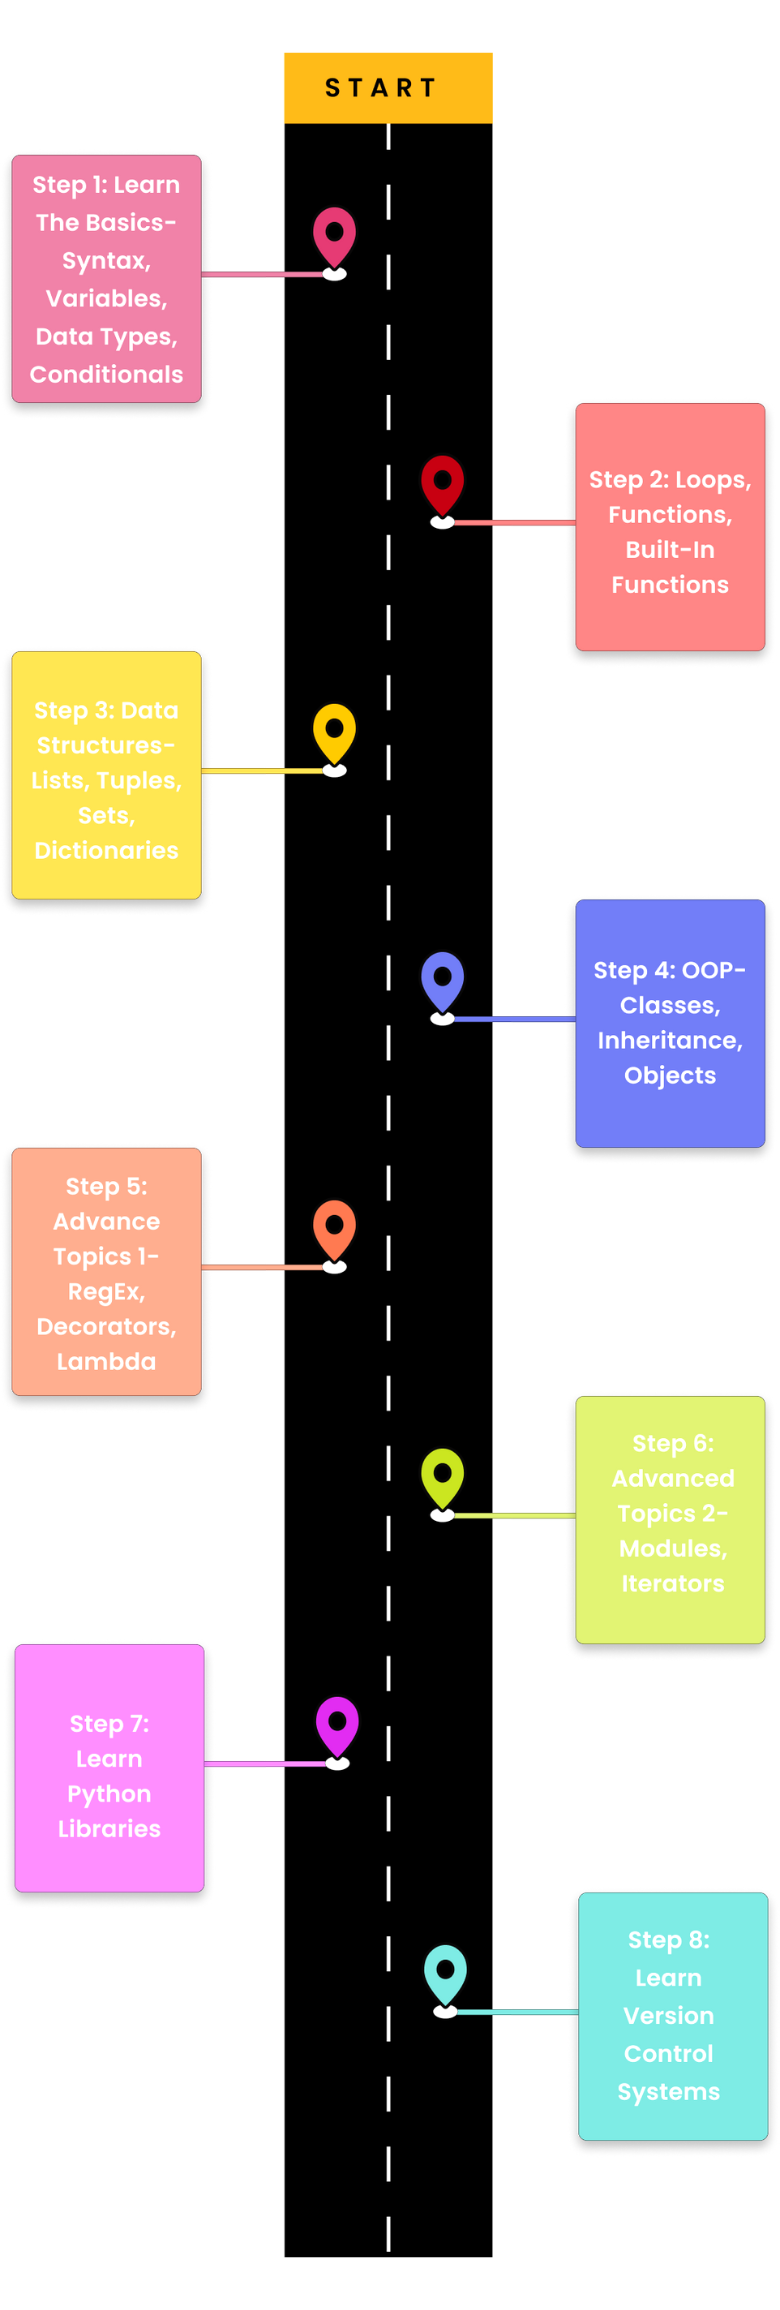 START
Step 1: Learn
The Basics-
Syntax,
Variables,
Data Types,
Conditionals
Step 2: Loops,
Functions,
Built-In
Functions
Step 3: Data
Structures-
Lists, Tuples,
Sets,
Dictionaries
Step 4: OOP-
Classes,
Inheritance,
Objects
Step 5:
Advance
Topics 1-
RegEx,
Decorators,
Lambda
Step 6:
Advanced
Topics 2-
Modules,
Iterators
Step 7:
Learn
Python
Libraries
Step 8:
Learn
Version
Control
Systems